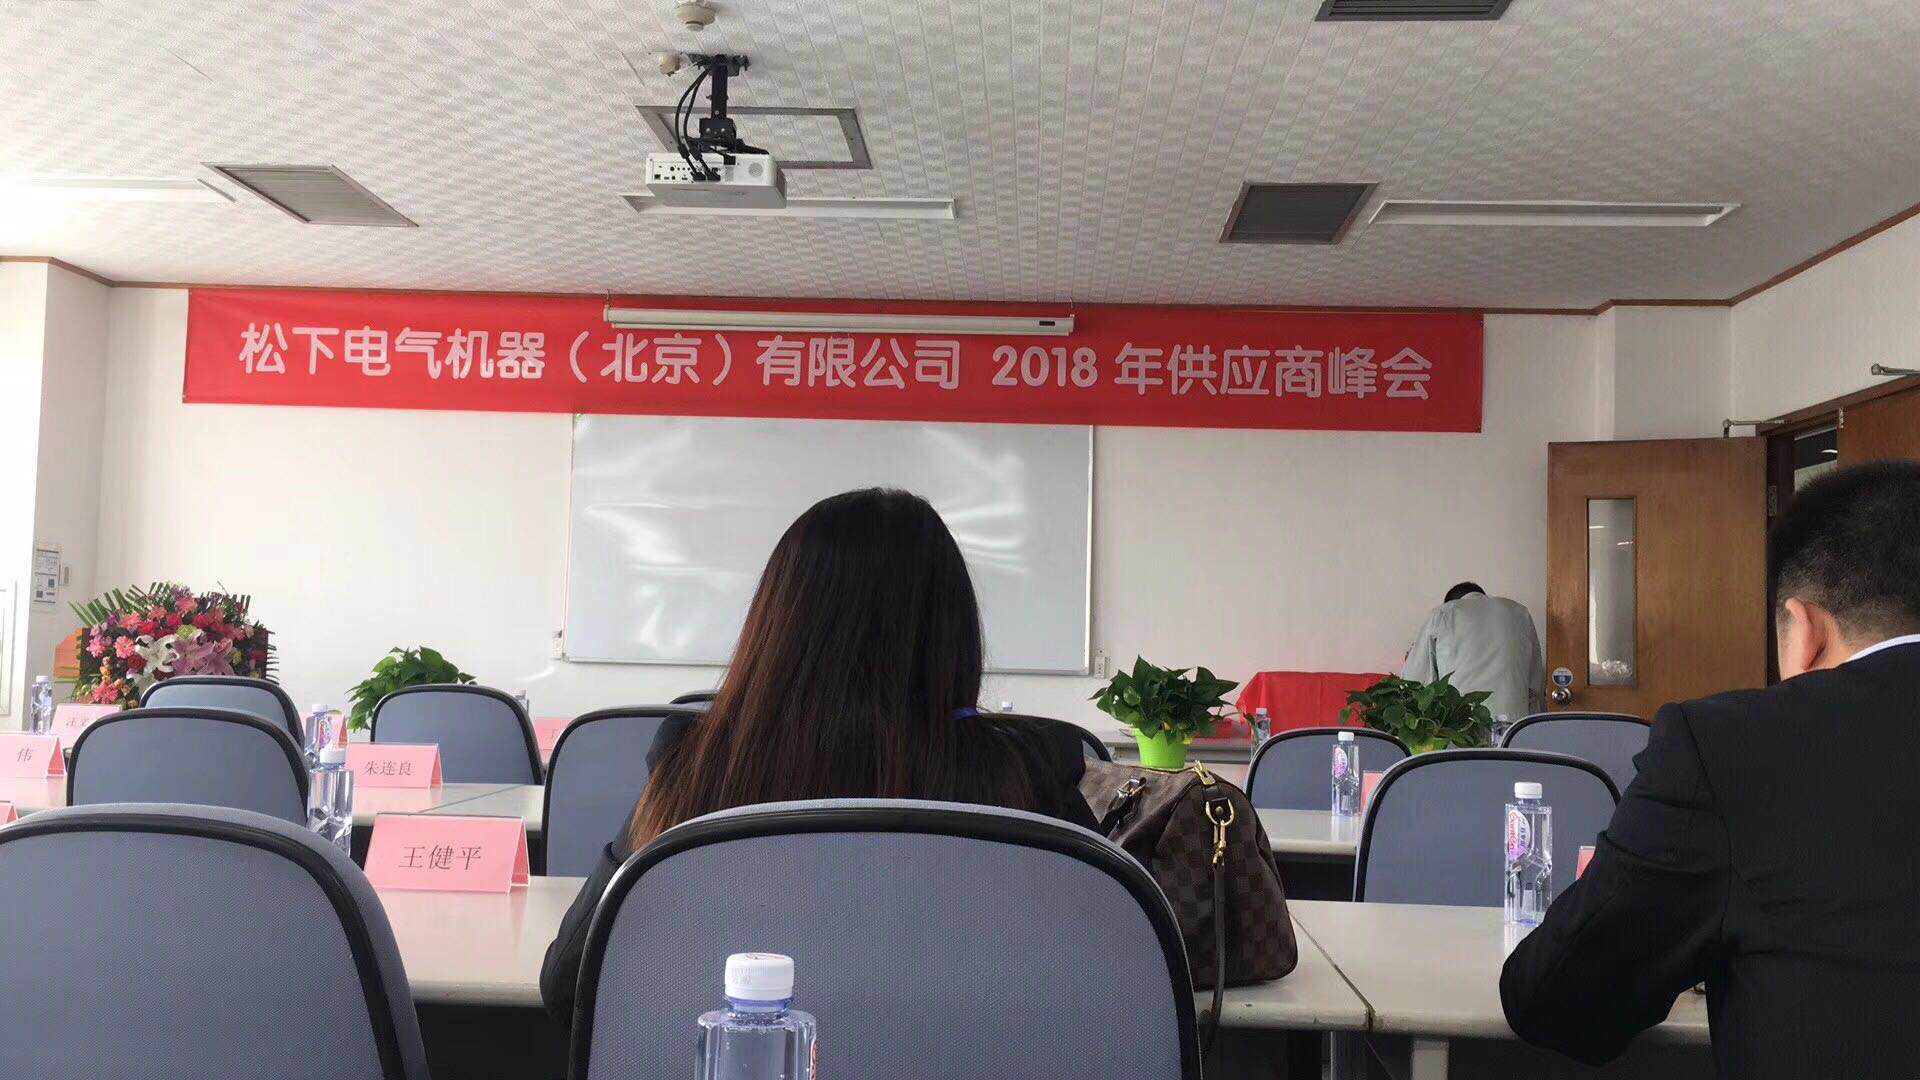 松下电气机器（北京）有限公司 2018 年供应商峰会
伟
朱连良
王健平